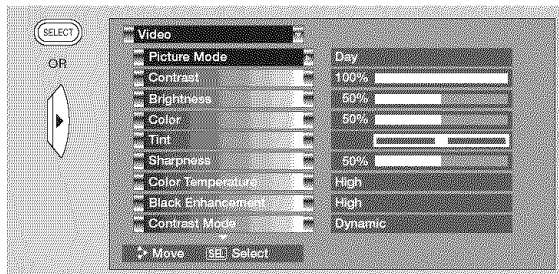 SELECT
OR
Video
Picture Mode Day
Contrast 100%
Brightness 50%
Color 50%
Tint
Sharpness 50%
Color Temperature High
Black Enhancement High
Contrast Mode Dynamic
Move SEL Select